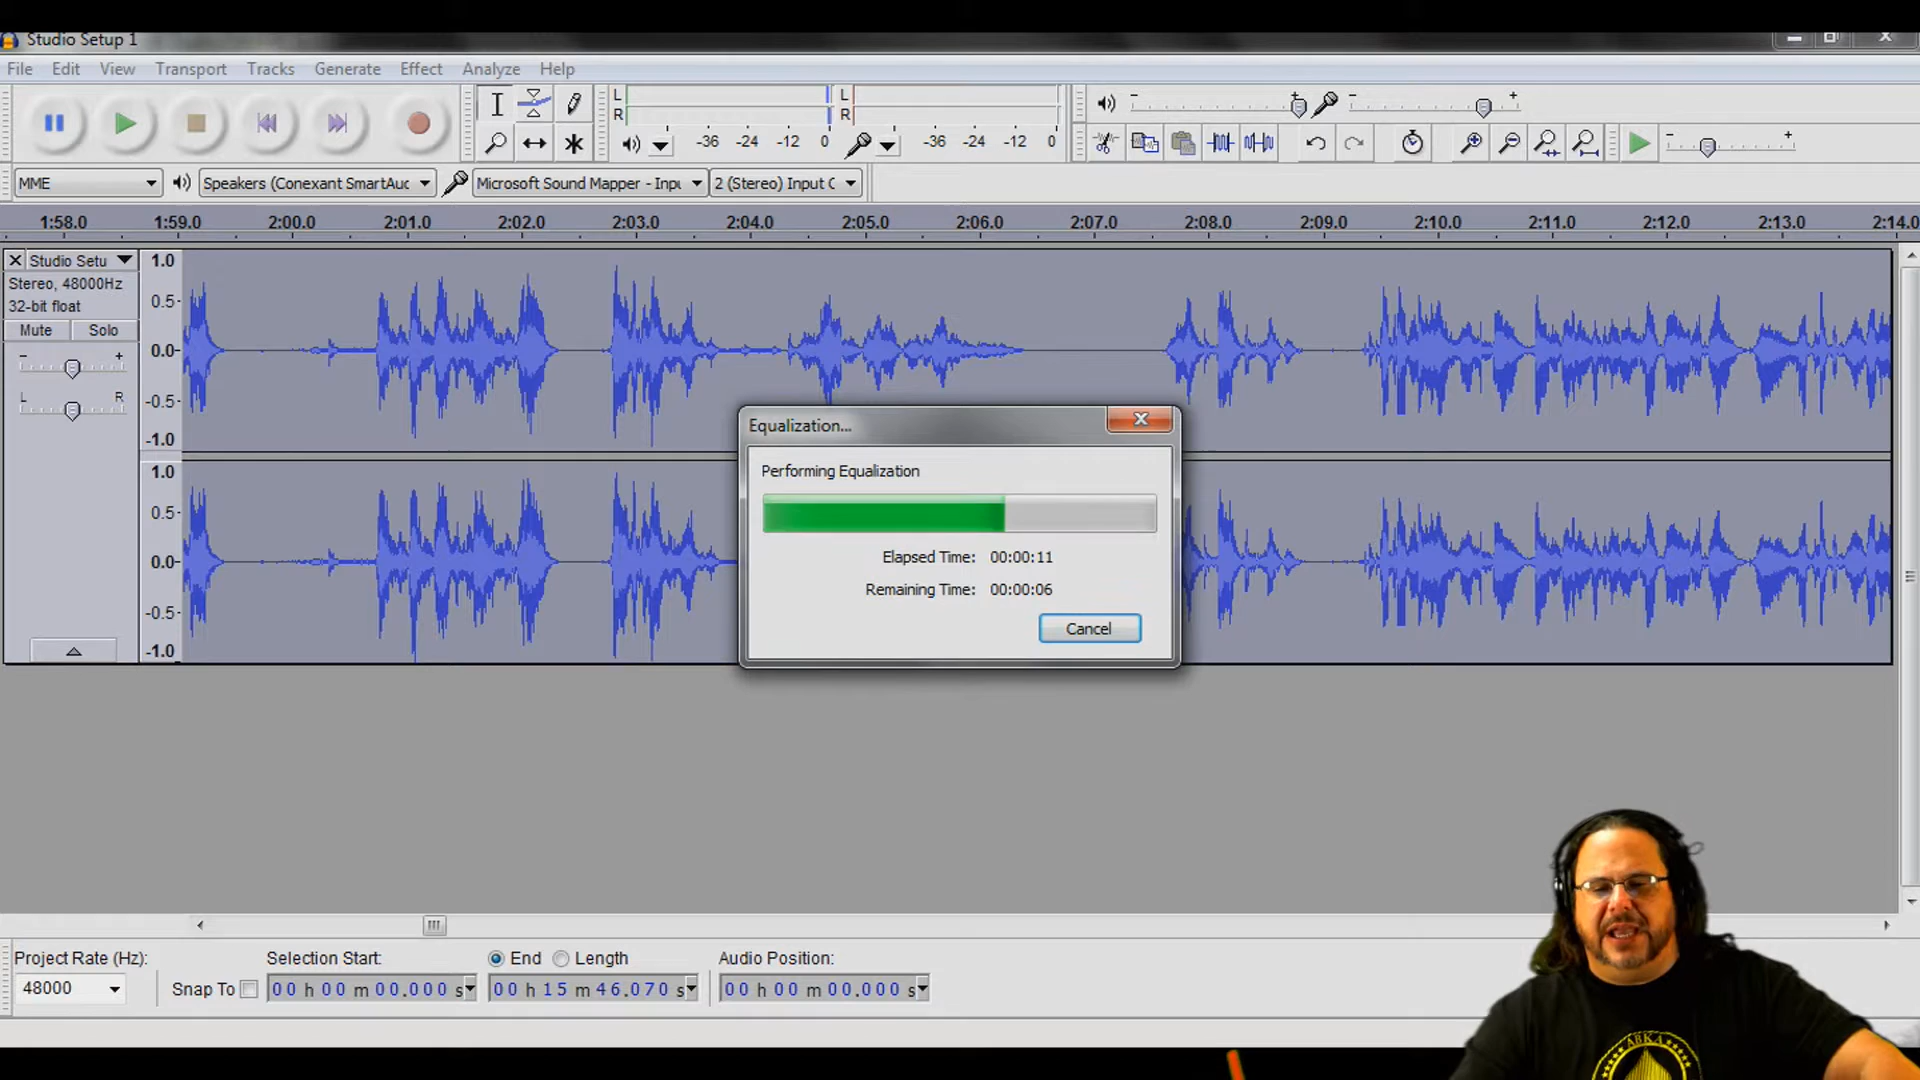 Studio Setup 1
File Edit View Transport Tracks Generate Effect Analyze Help
L
R
-36 -24 -12 0
L
R
-36 -24 -12 0
MME
Speakers (Conexant SmartAuc
Microsoft Sound Mapper - Inpu
2 (Stereo) Input C
1:58.0 1:59.0 2:00.0 2:01.0 2:02.0 2:03.0 2:04.0 2:05.0 2:06.0 2:07.0 2:08.0 2:09.0 2:10.0 2:11.0 2:12.0 2:13.0 2:14.0
Studio Setu
Stereo, 48000Hz
32-bit float
Mute Solo
- +
L R
1.0
0.5-
0.0-
-0.5-
-1.0
1.0
0.5-
0.0-
-0.5-
-1.0
Equalization...
Performing Equalization
Elapsed Time: 00:00:11
Remaining Time: 00:00:06
Cancel
Project Rate (Hz):
48000
Snap To
Selection Start:
00 h 00 m 00.000 s
End Length
00 h 15 m 46.070 s
Audio Position:
00 h 00 m 00.000 s
ABKA